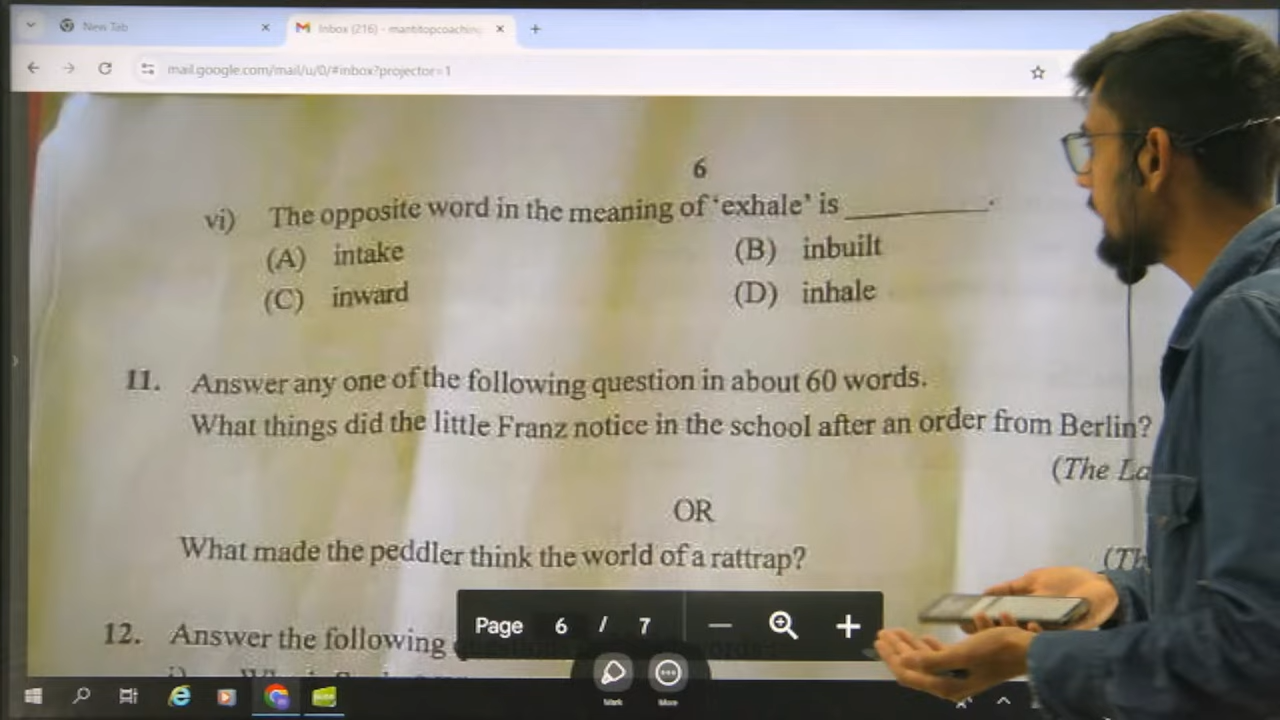 New Tab
Inbox (216) - mantitopcoaching
mail.google.com/mail/u/0/#inbox?projector=1
6
vi) The opposite word in the meaning of 'exhale' is ________.
(A) intake (B) inbuilt
(C) inward (D) inhale
11. Answer any one of the following question in about 60 words.
What things did the little Franz notice in the school after an order from Berlin?
(The La
OR
What made the peddler think the world of a rattrap?
(Th
Page 6 / 7
12. Answer the following
Mark More